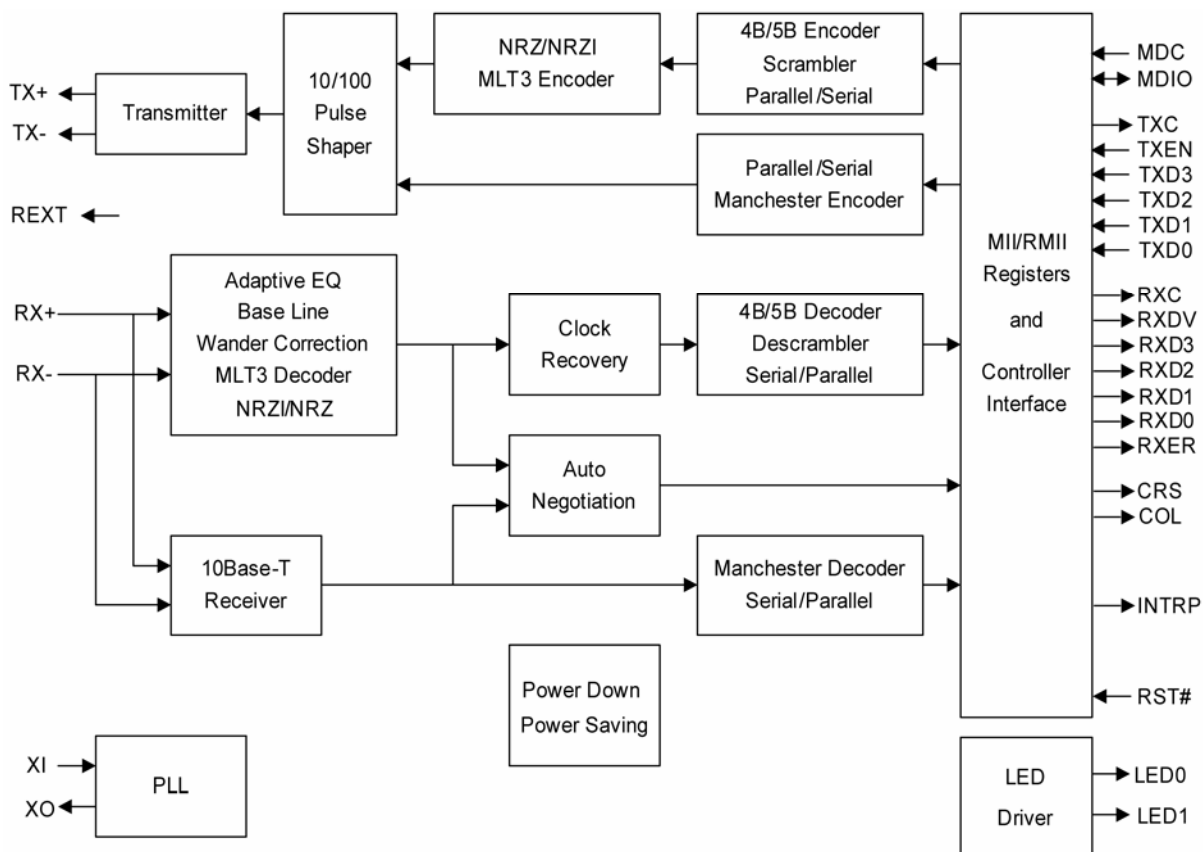 NRZ/NRZI
MLT3 Encoder
4B/5B Encoder
Scrambler
Parallel/Serial
10/100
Pulse
Shaper
Transmitter
TX+
TX-
REXT
Parallel/Serial
Manchester Encoder
MII/RMII
Registers
and
Controller
Interface
MDC
MDIO
TXC
TXEN
TXD3
TXD2
TXD1
TXD0
RXC
RXDV
RXD3
RXD2
RXD1
RXD0
RXER
CRS
COL
INTRP
RST#
RX+
RX-
Adaptive EQ
Base Line
Wander Correction
MLT3 Decoder
NRZI/NRZ
Clock
Recovery
4B/5B Decoder
Descrambler
Serial/Parallel
Auto
Negotiation
10Base-T
Receiver
Manchester Decoder
Serial/Parallel
Power Down
Power Saving
XI
XO
PLL
LED
Driver
LED0
LED1